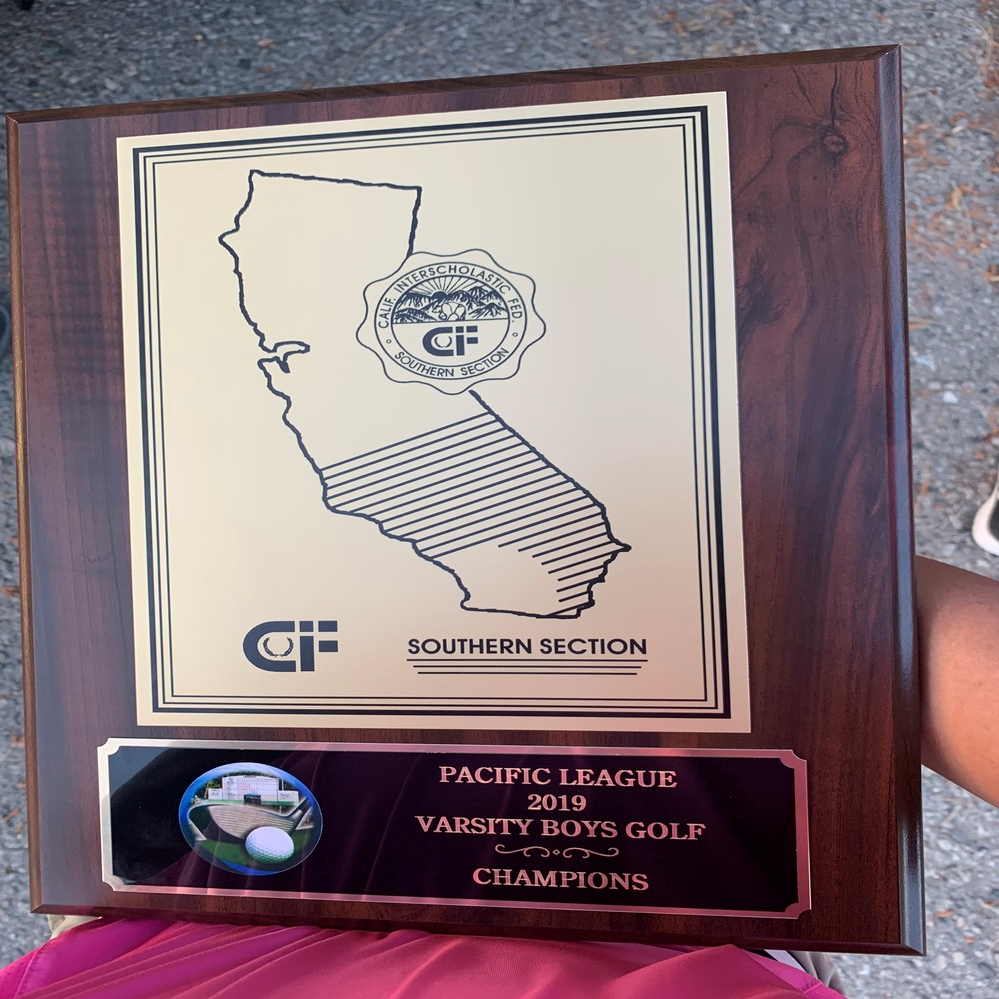 CALIF. INTERSCHOLASTIC FED.
CIF
SOUTHERN SECTION
CIF
SOUTHERN SECTION
PACIFIC LEAGUE
2019
VARSITY BOYS GOLF
CHAMPIONS